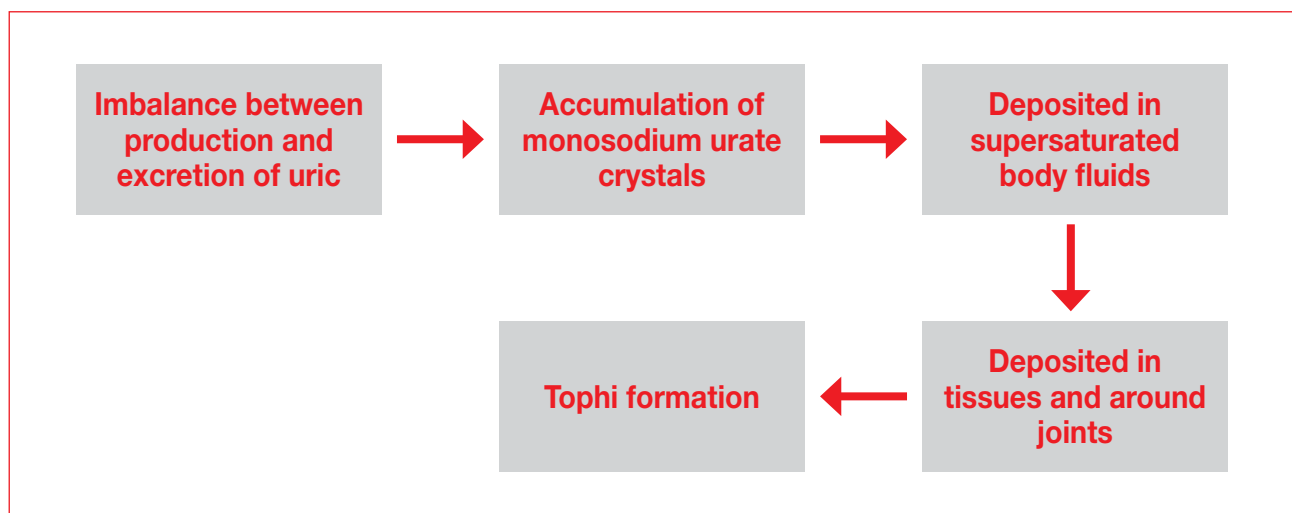 Imbalance between
production and
excretion of uric
Accumulation of
monosodium urate
crystals
Deposited in
supersaturated
body fluids
Deposited in
tissues and around
joints
Tophi formation